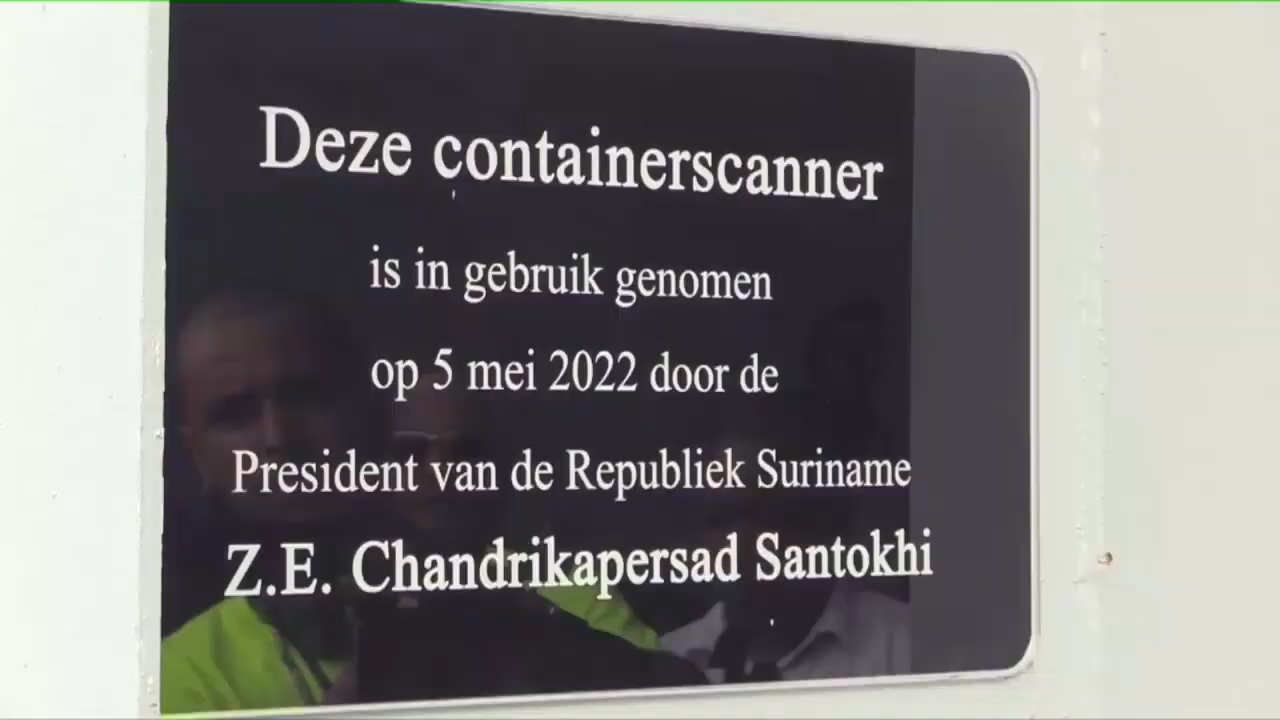 Deze containerscanner
is in gebruik genomen
op 5 mei 2022 door de
President van de Republiek Suriname
Z.E. Chandrikapersad Santokhi